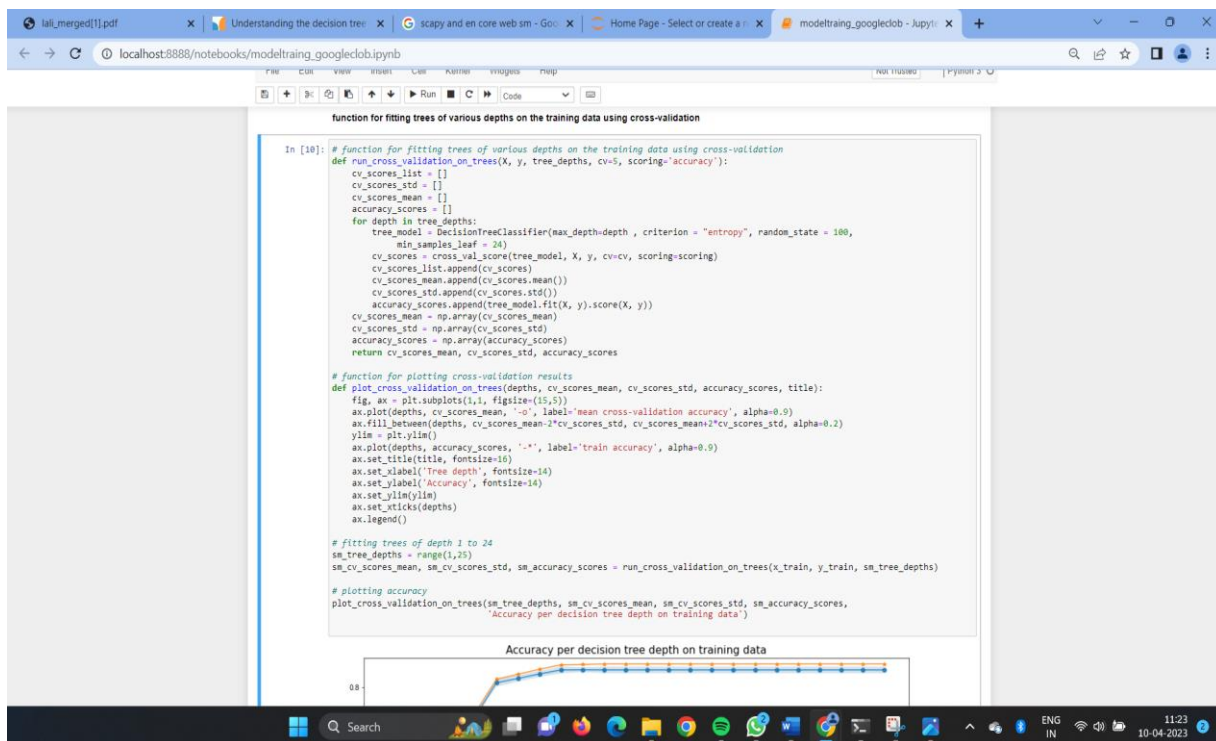 lali_merged[1].pdf
Understanding the decision tree
scapy and en core web sm - Goo
Home Page - Select or create a n
modeltraing_googleclob - Jupyte
localhost:8888/notebooks/modeltraing_googleclob.ipynb
File Edit View Insert Cell Kernel Widgets Help Not Trusted Python 3
Run Code
function for fitting trees of various depths on the training data using cross-validation
In [10]: # function for fitting trees of various depths on the training data using cross-validation
def run_cross_validation_on_trees(X, y, tree_depths, cv=5, scoring='accuracy'):
cv_scores_list = []
cv_scores_std = []
cv_scores_mean = []
accuracy_scores = []
for depth in tree_depths:
tree_model = DecisionTreeClassifier(max_depth=depth , criterion = "entropy", random_state = 100,
min_samples_leaf = 24)
cv_scores = cross_val_score(tree_model, X, y, cv=cv, scoring=scoring)
cv_scores_list.append(cv_scores)
cv_scores_mean.append(cv_scores.mean())
cv_scores_std.append(cv_scores.std())
accuracy_scores.append(tree_model.fit(X, y).score(X, y))
cv_scores_mean = np.array(cv_scores_mean)
cv_scores_std = np.array(cv_scores_std)
accuracy_scores = np.array(accuracy_scores)
return cv_scores_mean, cv_scores_std, accuracy_scores
# function for plotting cross-validation results
def plot_cross_validation_on_trees(depths, cv_scores_mean, cv_scores_std, accuracy_scores, title):
fig, ax = plt.subplots(1,1, figsize=(15,5))
ax.plot(depths, cv_scores_mean, '-o', label='mean cross-validation accuracy', alpha=0.9)
ax.fill_between(depths, cv_scores_mean-2*cv_scores_std, cv_scores_mean+2*cv_scores_std, alpha=0.2)
ylim = plt.ylim()
ax.plot(depths, accuracy_scores, '-*', label='train accuracy', alpha=0.9)
ax.set_title(title, fontsize=16)
ax.set_xlabel('Tree depth', fontsize=14)
ax.set_ylabel('Accuracy', fontsize=14)
ax.set_ylim(ylim)
ax.set_xticks(depths)
ax.legend()
# fitting trees of depth 1 to 24
sm_tree_depths = range(1,25)
sm_cv_scores_mean, sm_cv_scores_std, sm_accuracy_scores = run_cross_validation_on_trees(x_train, y_train, sm_tree_depths)
# plotting accuracy
plot_cross_validation_on_trees(sm_tree_depths, sm_cv_scores_mean, sm_cv_scores_std, sm_accuracy_scores,
'Accuracy per decision tree depth on training data')
Accuracy per decision tree depth on training data
0.8
Search
ENG
IN
11:23
10-04-2023